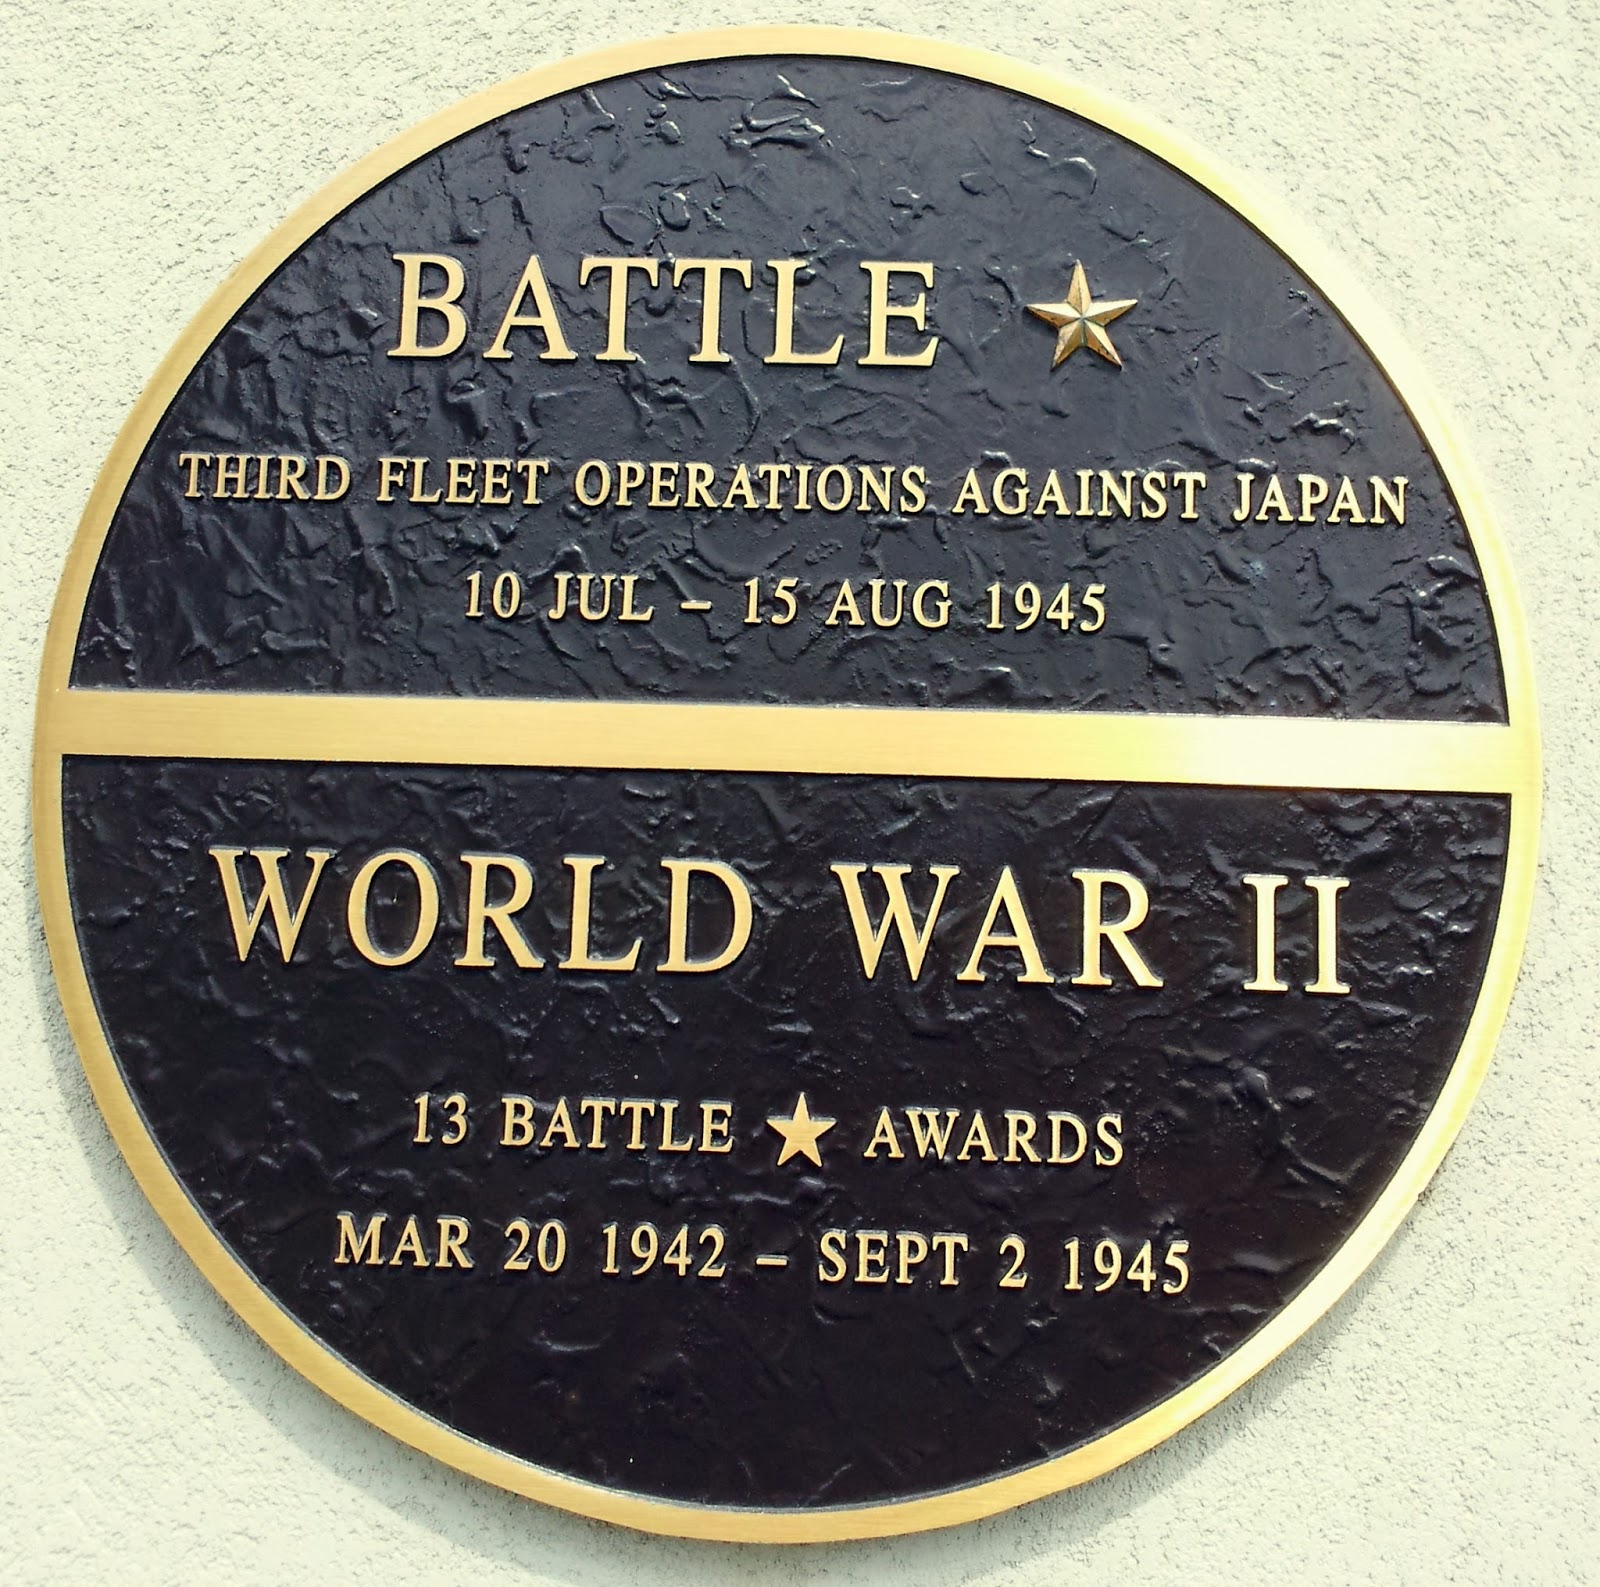 BATTLE ★
THIRD FLEET OPERATIONS AGAINST JAPAN
10 JUL – 15 AUG 1945
WORLD WAR II
13 BATTLE ★ AWARDS
MAR 20 1942 – SEPT 2 1945